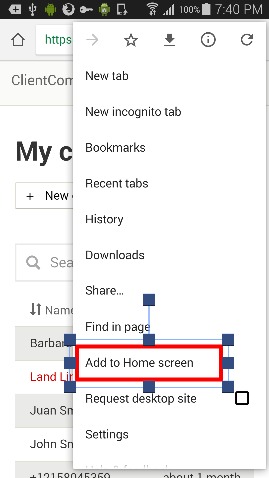 100% 7:40 PM
https
ClientCom
New tab
New incognito tab
My c
Bookmarks
+ New
Recent tabs
History
Downloads
Sea
Share...
Name
Find in page
Barbar
Add to Home screen
Land Li
Request desktop site
Juan Sm
Settings
John Sn
+12158045359 about 1 month